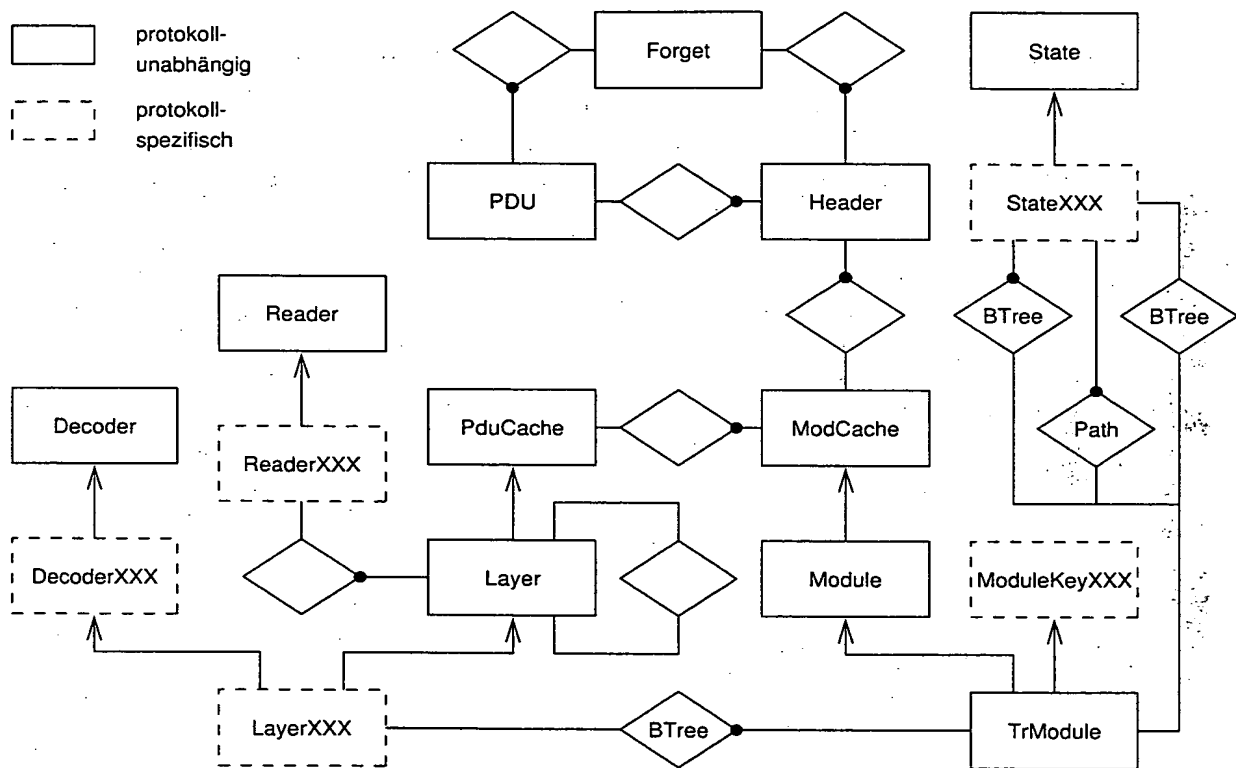 protokoll-
unabhängig
Forget
State
protokoll-
spezifisch
PDU
Header
StateXXX
Reader
BTree
BTree
Decoder
ReaderXXX
PduCache
ModCache
Path
DecoderXXX
Layer
Module
ModuleKeyXXX
LayerXXX
BTree
TrModule